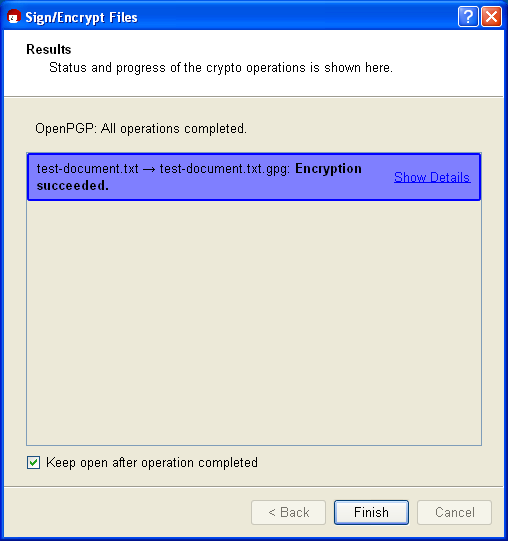 Sign/Encrypt Files
Results
Status and progress of the crypto operations is shown here.
OpenPGP: All operations completed.
test-document.txt → test-document.txt.gpg: Encryption
succeeded.
Show Details
Keep open after operation completed
< Back
Finish
Cancel